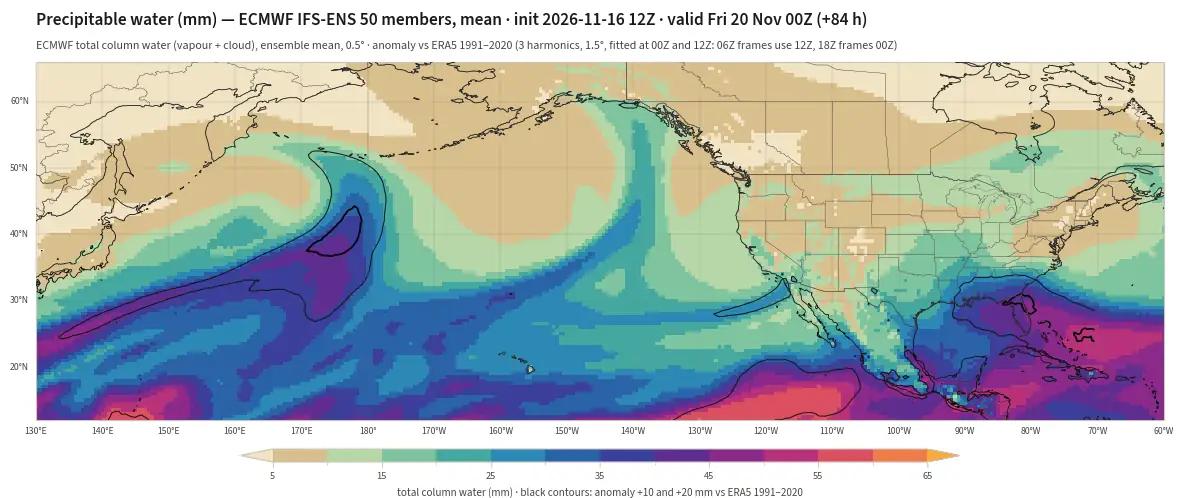 Precipitable water (mm) — ECMWF IFS-ENS 50 members, mean · init 2026-11-16 12Z · valid Fri 20 Nov 00Z (+84 h)
ECMWF total column water (vapour + cloud), ensemble mean, 0.5° · anomaly vs ERA5 1991–2020 (3 harmonics, 1.5°, fitted at 00Z and 12Z: 06Z frames use 12Z, 18Z frames 00Z)
60°N
50°N
40°N
30°N
20°N
130°E 140°E 150°E 160°E 170°E 180° 170°W 160°W 150°W 140°W 130°W 120°W 110°W 100°W 90°W 80°W 70°W 60°W
5 15 25 35 45 55 65
total column water (mm) · black contours: anomaly +10 and +20 mm vs ERA5 1991–2020